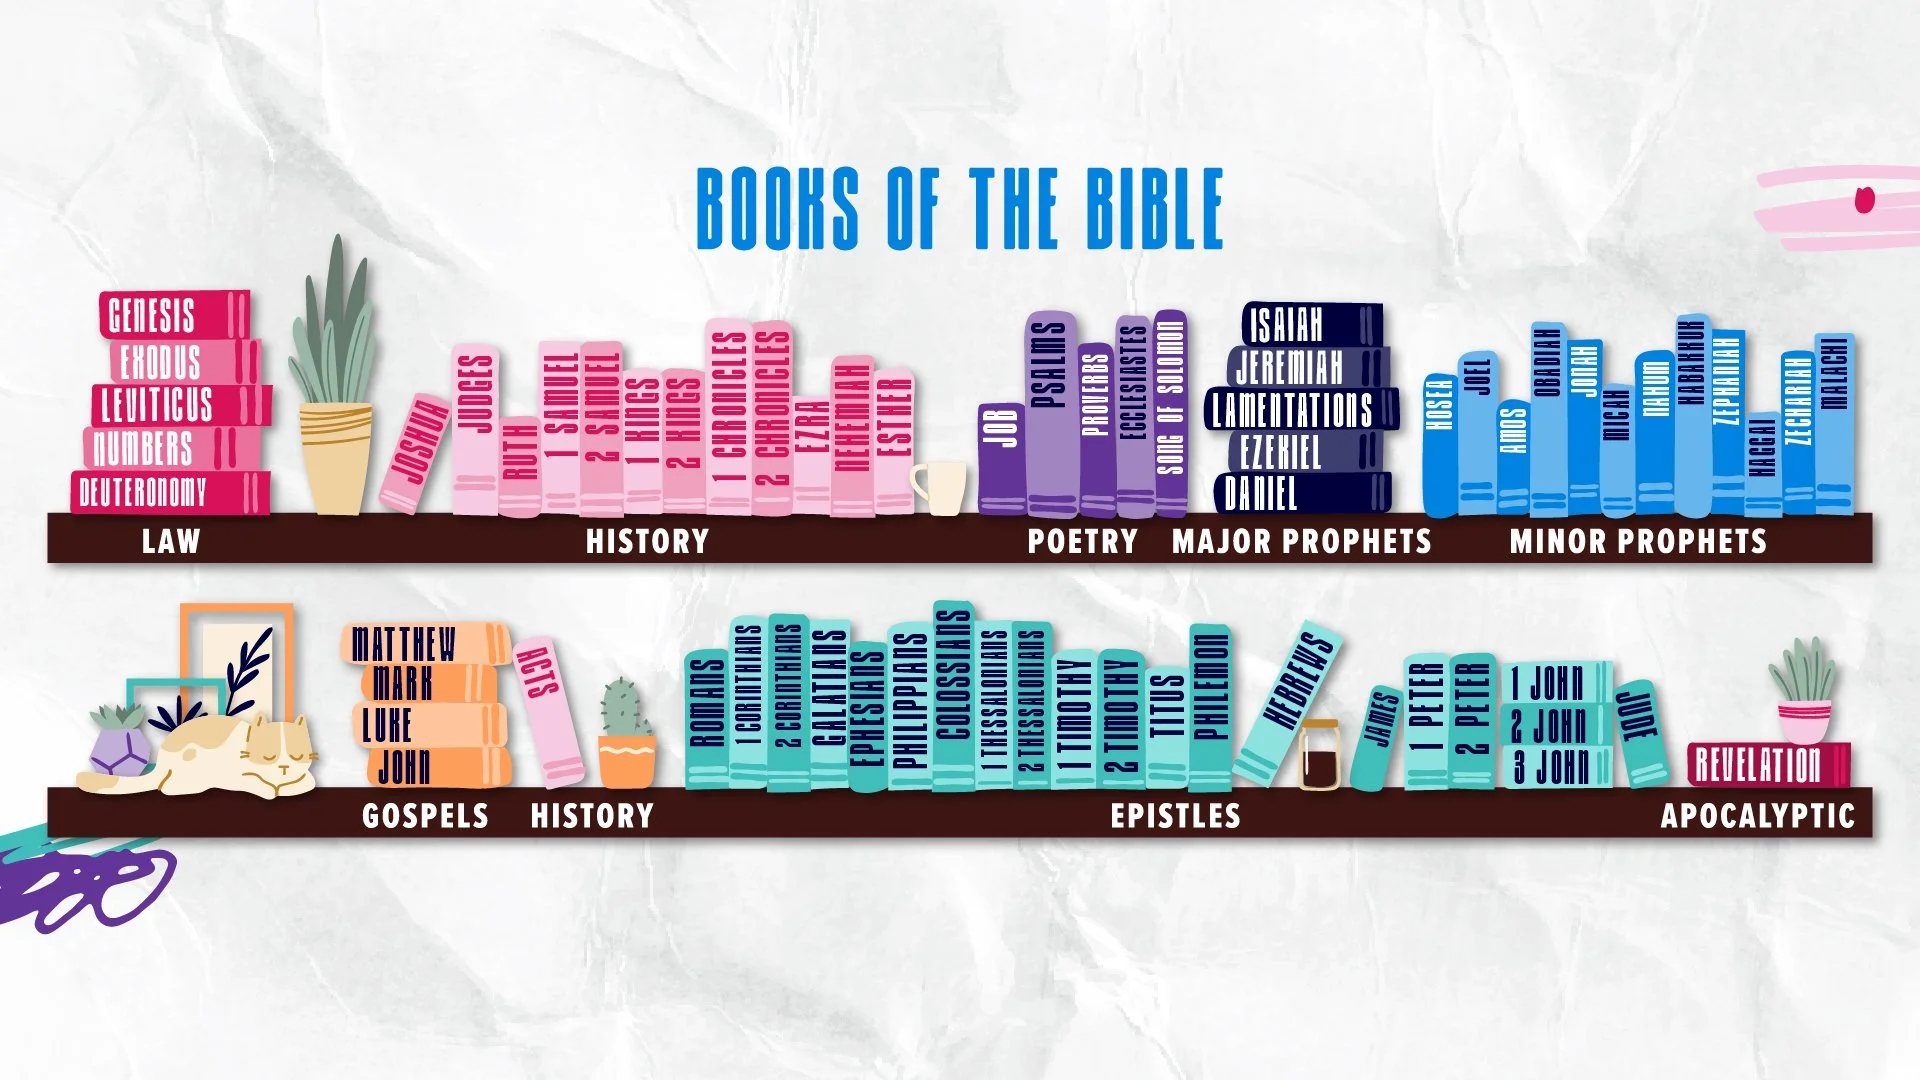 BOOKS OF THE BIBLE
GENESIS
EXODUS
LEVITICUS
NUMBERS
DEUTERONOMY
JOSHUA
JUDGES
RUTH
1 SAMUEL
2 SAMUEL
1 KINGS
2 KINGS
1 CHRONICLES
2 CHRONICLES
EZRA
NEHEMIAH
ESTHER
JOB
PSALMS
PROVERBS
ECCLESIASTES
SONG OF SOLOMON
ISAIAH
JEREMIAH
LAMENTATIONS
EZEKIEL
DANIEL
HOSEA
JOEL
AMOS
OBADIAH
JONAH
MICAH
NAHUM
HABAKKUK
ZEPHANIAH
HAGGAI
ZECHARIAH
MALACHI
LAW
HISTORY
POETRY
MAJOR PROPHETS
MINOR PROPHETS
MATTHEW
MARK
LUKE
JOHN
ACTS
ROMANS
1 CORINTHIANS
2 CORINTHIANS
GALATIANS
EPHESIANS
PHILIPPIANS
COLOSSIANS
1 THESSALONIANS
2 THESSALONIANS
1 TIMOTHY
2 TIMOTHY
TITUS
PHILEMON
HEBREWS
JAMES
1 PETER
2 PETER
1 JOHN
2 JOHN
3 JOHN
JUDE
REVELATION
GOSPELS
HISTORY
EPISTLES
APOCALYPTIC